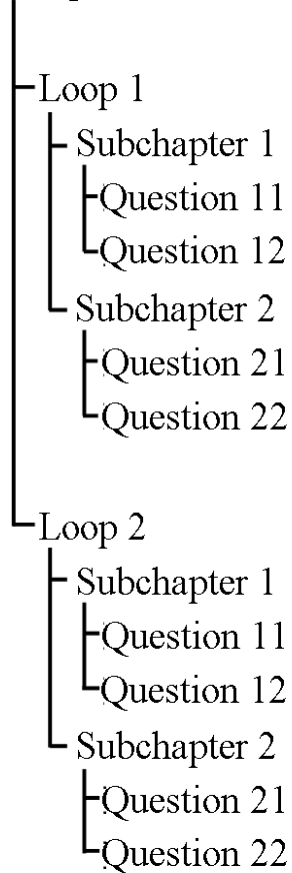 Loop 1
Subchapter 1
Question 11
Question 12
Subchapter 2
Question 21
Question 22
Loop 2
Subchapter 1
Question 11
Question 12
Subchapter 2
Question 21
Question 22